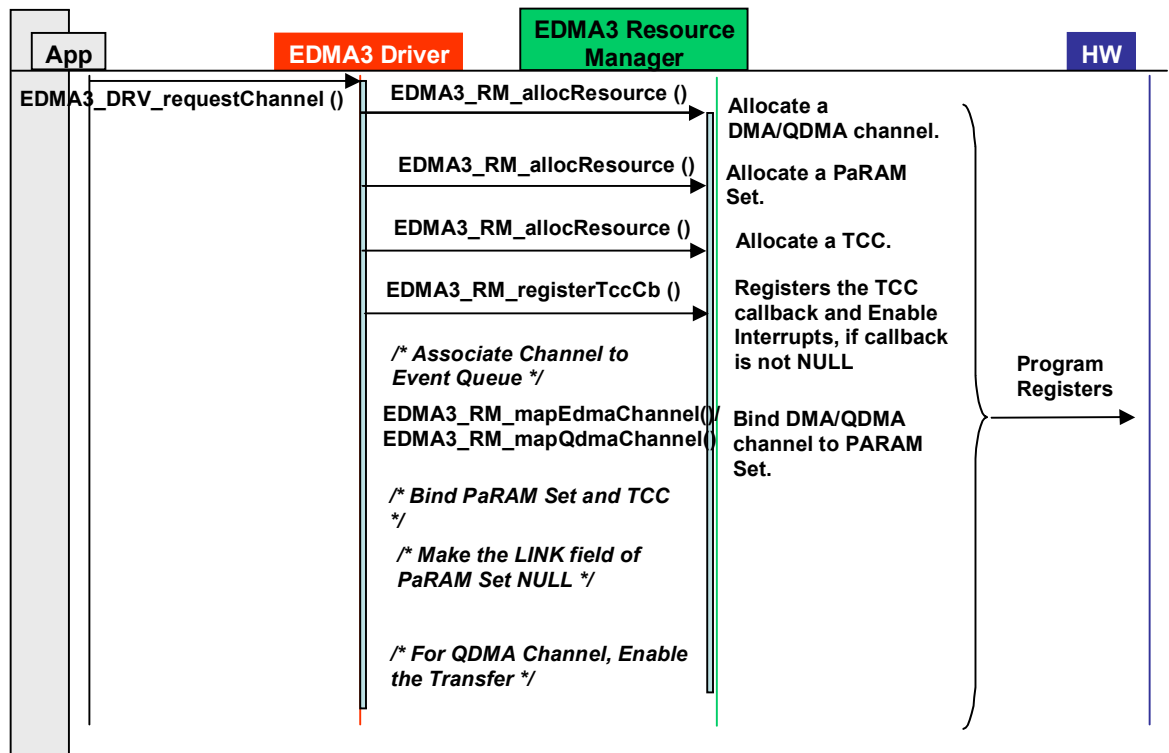 App
EDMA3 Driver
EDMA3 Resource
Manager
HW
EDMA3_DRV_requestChannel ()
EDMA3_RM_allocResource ()
Allocate a
DMA/QDMA channel.
EDMA3_RM_allocResource ()
Allocate a PaRAM
Set.
EDMA3_RM_allocResource ()
Allocate a TCC.
EDMA3_RM_registerTccCb ()
Registers the TCC
callback and Enable
Interrupts, if callback
is not NULL
/* Associate Channel to
Event Queue */
Program
Registers
EDMA3_RM_mapEdmaChannel()/
EDMA3_RM_mapQdmaChannel()
Bind DMA/QDMA
channel to PARAM
Set.
/* Bind PaRAM Set and TCC
*/
/* Make the LINK field of
PaRAM Set NULL */
/* For QDMA Channel, Enable
the Transfer */